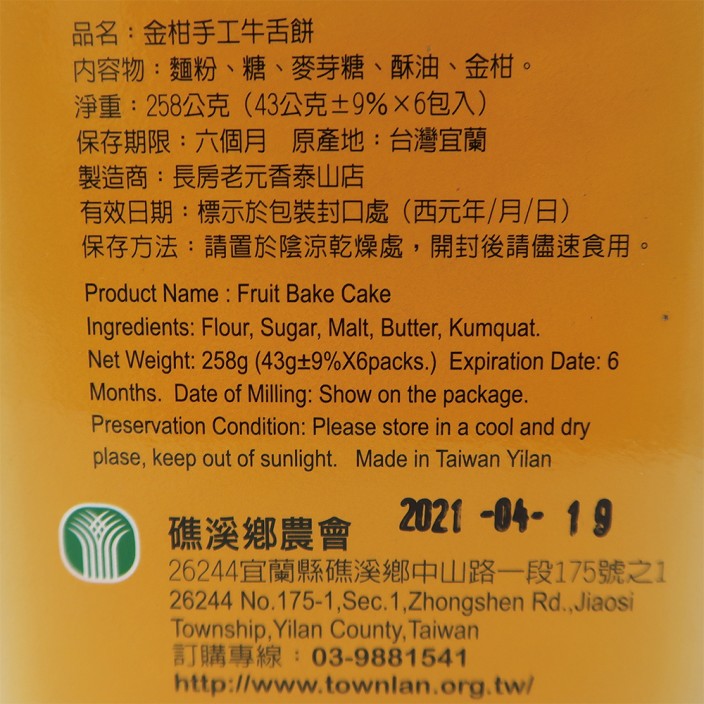 品名：金柑手工牛舌餅
內容物：麵粉、糖、麥芽糖、酥油、金柑。
淨重：258公克（43公克±9%×6包入）
保存期限：六個月　原產地：台灣宜蘭
製造商：長房老元香泰山店
有效日期：標示於包裝封口處（西元年/月/日）
保存方法：請置於陰涼乾燥處，開封後請儘速食用。
Product Name : Fruit Bake Cake
Ingredients: Flour, Sugar, Malt, Butter, Kumquat.
Net Weight: 258g (43g±9%X6packs.)  Expiration Date: 6
Months.  Date of Milling: Show on the package.
Preservation Condition: Please store in a cool and dry
plase, keep out of sunlight.   Made in Taiwan Yilan
2021 -04- 19
礁溪鄉農會
26244宜蘭縣礁溪鄉中山路一段175號之1
26244 No.175-1,Sec.1,Zhongshen Rd.,Jiaosi
Township,Yilan County,Taiwan
訂購專線：03-9881541
http://www.townlan.org.tw/